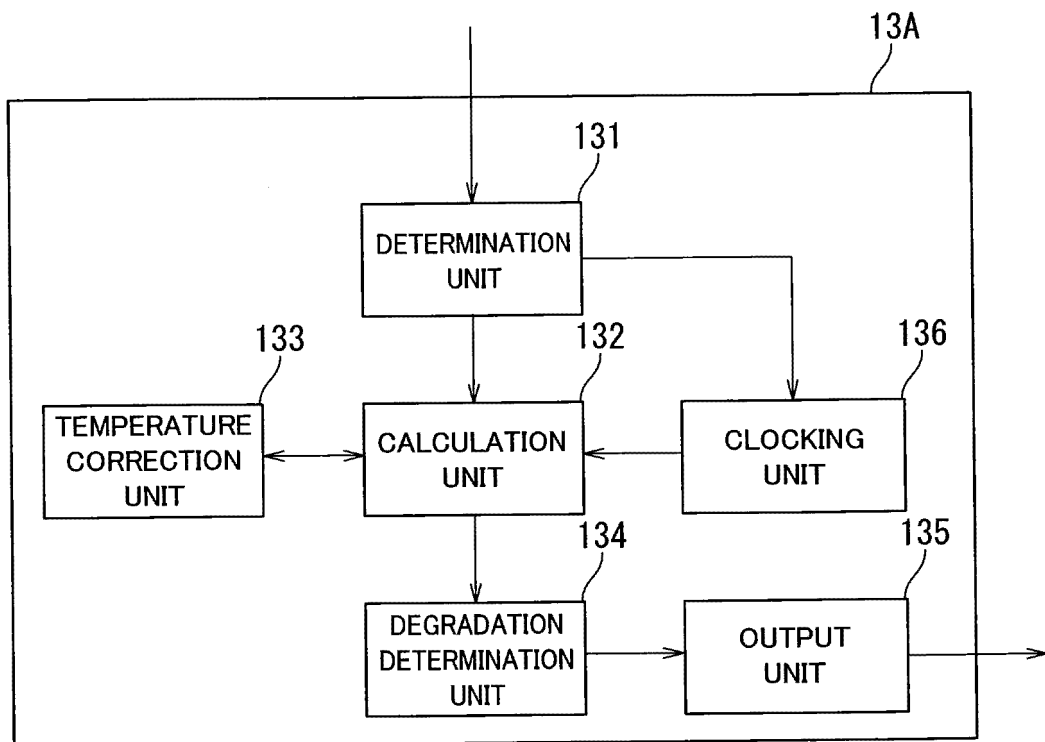 13A
131
DETERMINATION
UNIT
133
132
136
TEMPERATURE
CORRECTION
UNIT
CALCULATION
UNIT
CLOCKING
UNIT
134
135
DEGRADATION
DETERMINATION
UNIT
OUTPUT
UNIT